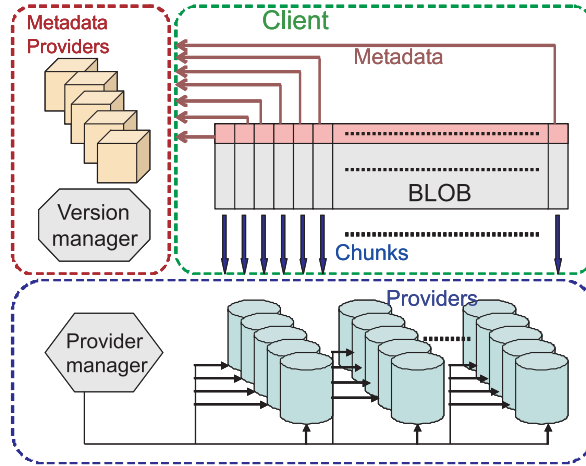 Metadata
Providers
Client
Metadata
BLOB
Version
manager
Chunks
Providers
Provider
manager